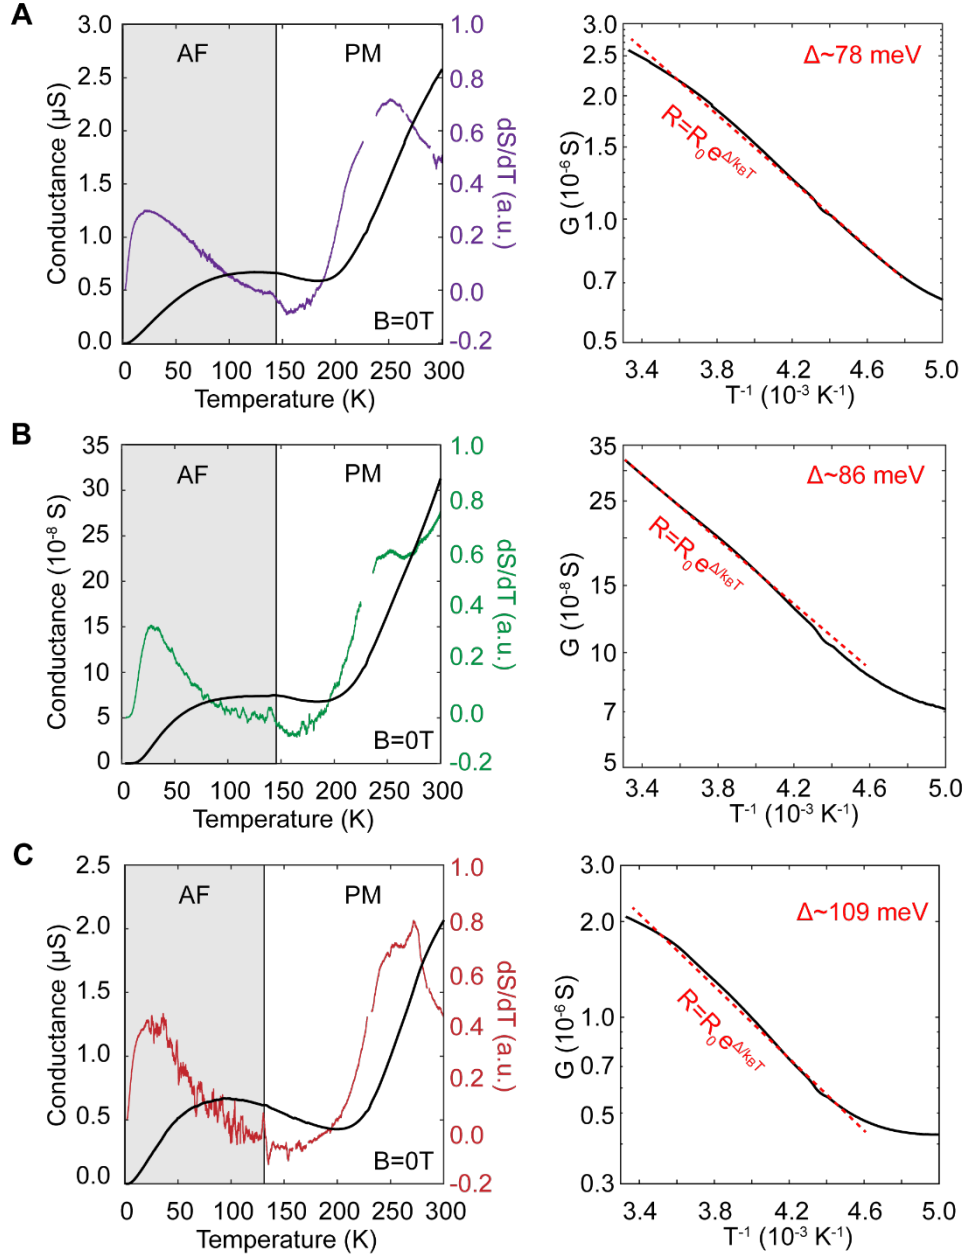 A
Conductance (µS)
3.0
2.5
2.0
1.5
1.0
0.5
0.0
AF
PM
B=0T
1.0
0.8
0.6
0.4
0.2
0.0
-0.2
dS/dT (a.u.)
0 50 100 150 200 250 300
Temperature (K)
G (10⁻⁶ S)
3.0
2.5
2.0
1.5
1.0
0.7
0.5
Δ~78 meV
R=R₀e^Δ/k_BT
3.4 3.8 4.2 4.6 5.0
T⁻¹ (10⁻³ K⁻¹)
B
Conductance (10⁻⁸ S)
35
30
25
20
15
10
5
0
AF
PM
B=0T
1.0
0.8
0.6
0.4
0.2
0.0
-0.2
dS/dT (a.u.)
0 50 100 150 200 250 300
Temperature (K)
G (10⁻⁸ S)
35
25
15
10
7
5
Δ~86 meV
R=R₀e^Δ/k_BT
3.4 3.8 4.2 4.6 5.0
T⁻¹ (10⁻³ K⁻¹)
C
Conductance (µS)
2.5
2.0
1.5
1.0
0.5
0.0
AF
PM
B=0T
1.0
0.8
0.6
0.4
0.2
0.0
-0.2
dS/dT (a.u.)
0 50 100 150 200 250 300
Temperature (K)
G (10⁻⁶ S)
3.0
2.0
1.0
0.7
0.5
0.3
Δ~109 meV
R=R₀e^Δ/k_BT
3.4 3.8 4.2 4.6 5.0
T⁻¹ (10⁻³ K⁻¹)